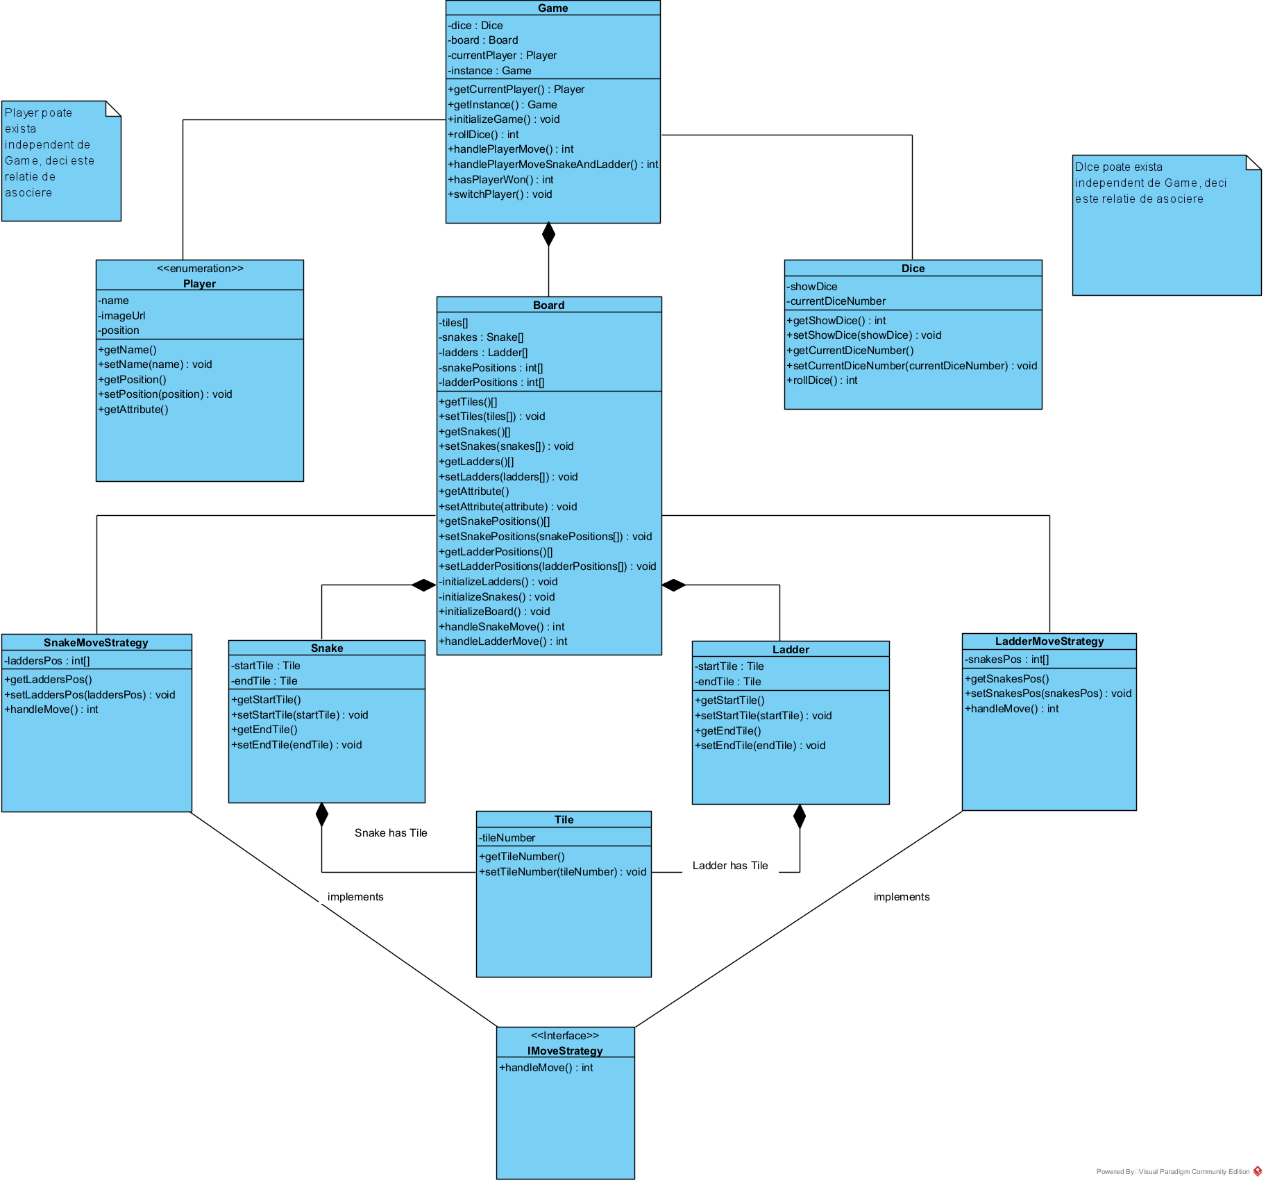 Game
-dice : Dice
-board : Board
-currentPlayer : Player
-instance : Game
+getCurrentPlayer() : Player
+getInstance() : Game
+initializeGame() : void
+rollDice() : int
+handlePlayerMove() : int
+handlePlayerMoveSnakeAndLadder() : int
+hasPlayerWon() : int
+switchPlayer() : void
Player poate
exista
independent de
Game, deci este
relatie de
asociere
DIce poate exista
independent de Game, deci
este relatie de asociere
<<enumeration>>
Player
-name
-imageUrl
-position
+getName()
+setName(name) : void
+getPosition()
+setPosition(position) : void
+getAttribute()
Dice
-showDice
-currentDiceNumber
+getShowDice() : int
+setShowDice(showDice) : void
+getCurrentDiceNumber()
+setCurrentDiceNumber(currentDiceNumber) : void
+rollDice() : int
Board
-tiles[]
-snakes : Snake[]
-ladders : Ladder[]
-snakePositions : int[]
-ladderPositions : int[]
+getTiles()[]
+setTiles(tiles[]) : void
+getSnakes()[]
+setSnakes(snakes[]) : void
+getLadders()[]
+setLadders(ladders[]) : void
+getAttribute()
+setAttribute(attribute) : void
+getSnakePositions()[]
+setSnakePositions(snakePositions[]) : void
+getLadderPositions()[]
+setLadderPositions(ladderPositions[]) : void
-initializeLadders() : void
-initializeSnakes() : void
+initializeBoard() : void
+handleSnakeMove() : int
+handleLadderMove() : int
SnakeMoveStrategy
-laddersPos : int[]
+getLaddersPos()
+setLaddersPos(laddersPos) : void
+handleMove() : int
Snake
-startTile : Tile
-endTile : Tile
+getStartTile()
+setStartTile(startTile) : void
+getEndTile()
+setEndTile(endTile) : void
Ladder
-startTile : Tile
-endTile : Tile
+getStartTile()
+setStartTile(startTile) : void
+getEndTile()
+setEndTile(endTile) : void
LadderMoveStrategy
-snakesPos : int[]
+getSnakesPos()
+setSnakesPos(snakesPos) : void
+handleMove() : int
Snake has Tile
Tile
-tileNumber
+getTileNumber()
+setTileNumber(tileNumber) : void
Ladder has Tile
implements
implements
<<Interface>>
IMoveStrategy
+handleMove() : int
Powered By Visual Paradigm Community Edition